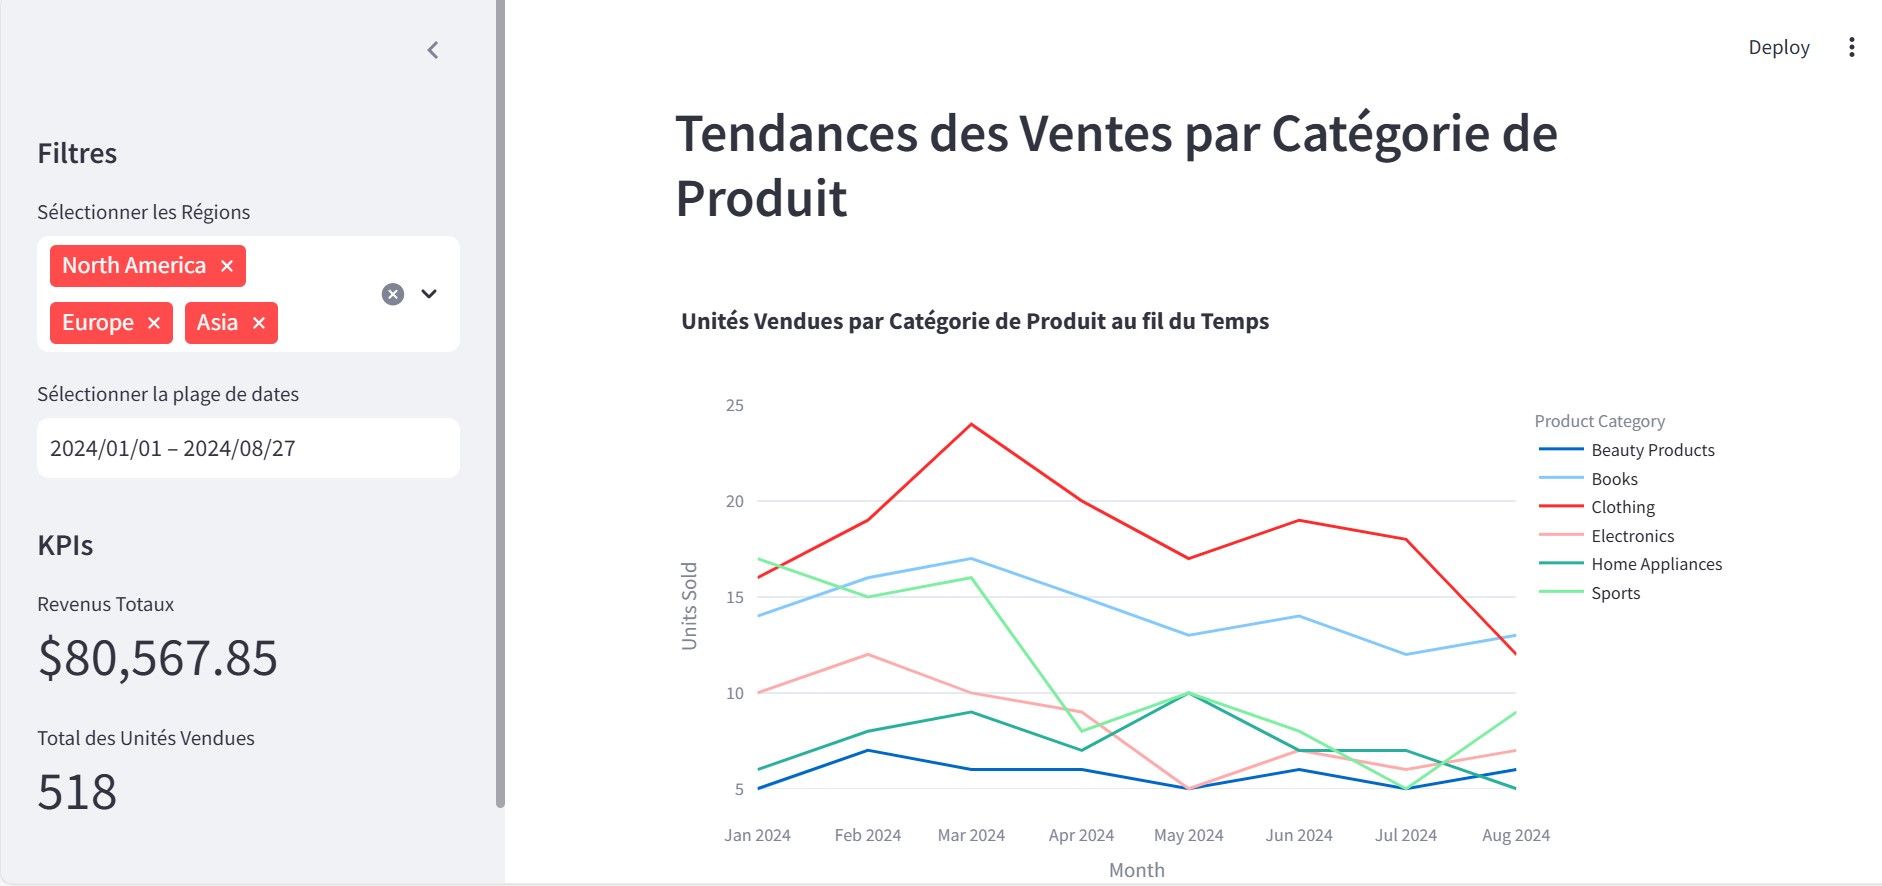 Deploy
Filtres
Sélectionner les Régions
North America
Europe Asia
Sélectionner la plage de dates
2024/01/01 – 2024/08/27
KPIs
Revenus Totaux
$80,567.85
Total des Unités Vendues
518
Tendances des Ventes par Catégorie de
Produit
Unités Vendues par Catégorie de Produit au fil du Temps
25
20
15
10
5
Units Sold
Jan 2024 Feb 2024 Mar 2024 Apr 2024 May 2024 Jun 2024 Jul 2024 Aug 2024
Month
Product Category
Beauty Products
Books
Clothing
Electronics
Home Appliances
Sports